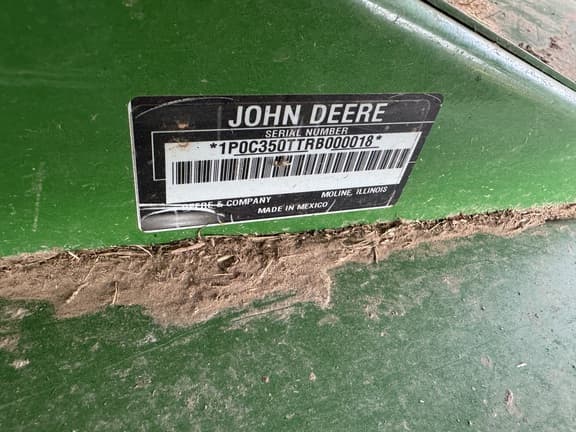 JOHN DEERE
SERIAL NUMBER
*1P0C350TTRB000018*
DEERE & COMPANY MOLINE, ILLINOIS
MADE IN MEXICO